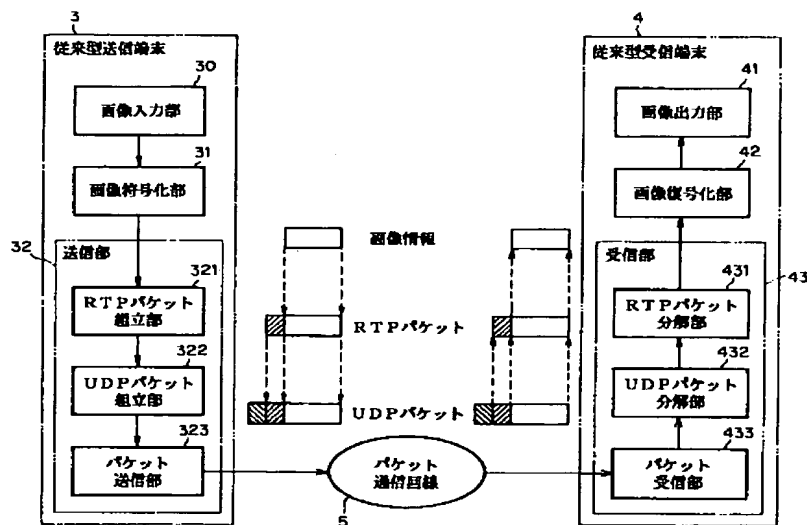 3
従来型送信端末
30
画像入力部
31
画像符号化部
32
送信部
321
RTPパケット
組立部
322
UDPパケット
組立部
323
パケット
送信部
画像情報
RTPパケット
UDPパケット
パケット
通信回線
5
4
従来型受信端末
41
画像出力部
42
画像復号化部
43
受信部
431
RTPパケット
分解部
432
UDPパケット
分解部
433
パケット
受信部